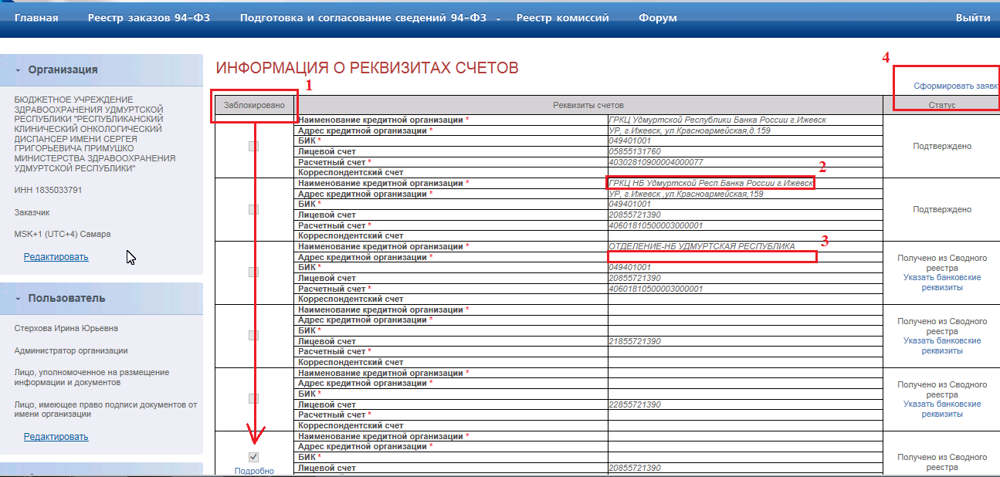 Главная Реестр заказов 94-ФЗ Подготовка и согласование сведений 94-ФЗ Реестр комиссий Форум Выйти
Организация
БЮДЖЕТНОЕ УЧРЕЖДЕНИЕ
ЗДРАВООХРАНЕНИЯ УДМУРТСКОЙ
РЕСПУБЛИКИ "РЕСПУБЛИКАНСКИЙ
КЛИНИЧЕСКИЙ ОНКОЛОГИЧЕСКИЙ
ДИСПАНСЕР ИМЕНИ СЕРГЕЯ
ГРИГОРЬЕВИЧА ПРИМУШКО
МИНИСТЕРСТВА ЗДРАВООХРАНЕНИЯ
УДМУРТСКОЙ РЕСПУБЛИКИ"
ИНН 1835033791
Заказчик
MSK+1 (UTC+4) Самара
Редактировать
Пользователь
Стерхова Ирина Юрьевна
Администратор организации
Лицо, уполномоченное на размещение
информации и документов
Лицо, имеющее право подписи документов от
имени организации
Редактировать
ИНФОРМАЦИЯ О РЕКВИЗИТАХ СЧЕТОВ
1
4
Сформировать заявк
Заблокировано Реквизиты счетов Статус
Наименование кредитной организации * ГРКЦ Удмуртской Республики Банка России г.Ижевск
Адрес кредитной организации * УР, г.Ижевск, ул.Красноармейская,д.159
БИК * 049401001
Лицевой счет 05855131760
Расчетный счет * 40302810900004000077
Корреспондентский счет
Подтверждено
2
Наименование кредитной организации * ГРКЦ НБ Удмуртской Респ.Банка России г.Ижевск
Адрес кредитной организации * УР, г.Ижевск ,ул.Красноармейская,159
БИК * 049401001
Лицевой счет 20855721390
Расчетный счет * 40601810500003000001
Корреспондентский счет
Подтверждено
3
Наименование кредитной организации * ОТДЕЛЕНИЕ-НБ УДМУРТСКАЯ РЕСПУБЛИКА
Адрес кредитной организации *
БИК * 049401001
Лицевой счет 20855721390
Расчетный счет * 40601810500003000001
Корреспондентский счет
Получено из Сводного
реестра
Указать банковские
реквизиты
Наименование кредитной организации *
Адрес кредитной организации *
БИК *
Лицевой счет 21855721390
Расчетный счет *
Корреспондентский счет
Получено из Сводного
реестра
Указать банковские
реквизиты
Наименование кредитной организации *
Адрес кредитной организации *
БИК *
Лицевой счет 22855721390
Расчетный счет *
Корреспондентский счет
Получено из Сводного
реестра
Указать банковские
реквизиты
Подробно
Наименование кредитной организации *
Адрес кредитной организации *
БИК *
Лицевой счет 20855721390
Получено из Сводного
реестра